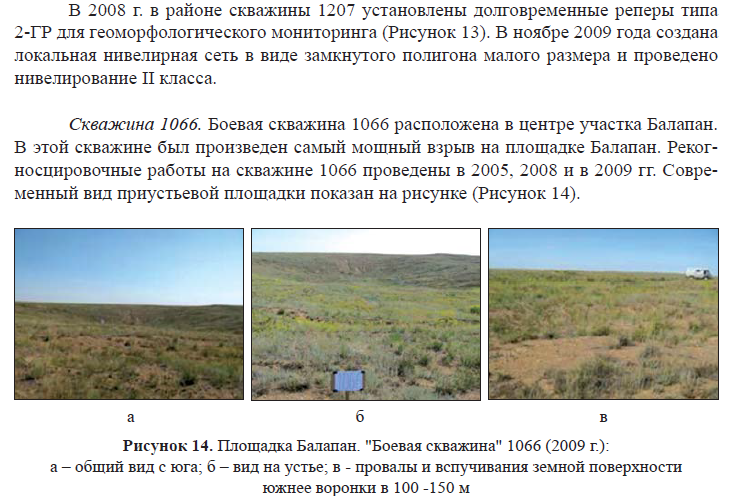 В 2008 г. в районе скважины 1207 установлены долговременные реперы типа
2-ГР для геоморфологического мониторинга (Рисунок 13). В ноябре 2009 года создана
локальная нивелирная сеть в виде замкнутого полигона малого размера и проведено
нивелирование II класса.
Скважина 1066. Боевая скважина 1066 расположена в центре участка Балапан.
В этой скважине был произведен самый мощный взрыв на площадке Балапан. Реког-
носцировочные работы на скважине 1066 проведены в 2005, 2008 и в 2009 гг. Совре-
менный вид приустьевой площадки показан на рисунке (Рисунок 14).
а
б
в
Рисунок 14. Площадка Балапан. "Боевая скважина" 1066 (2009 г.):
а – общий вид с юга; б – вид на устье; в - провалы и вспучивания земной поверхности
южнее воронки в 100 -150 м